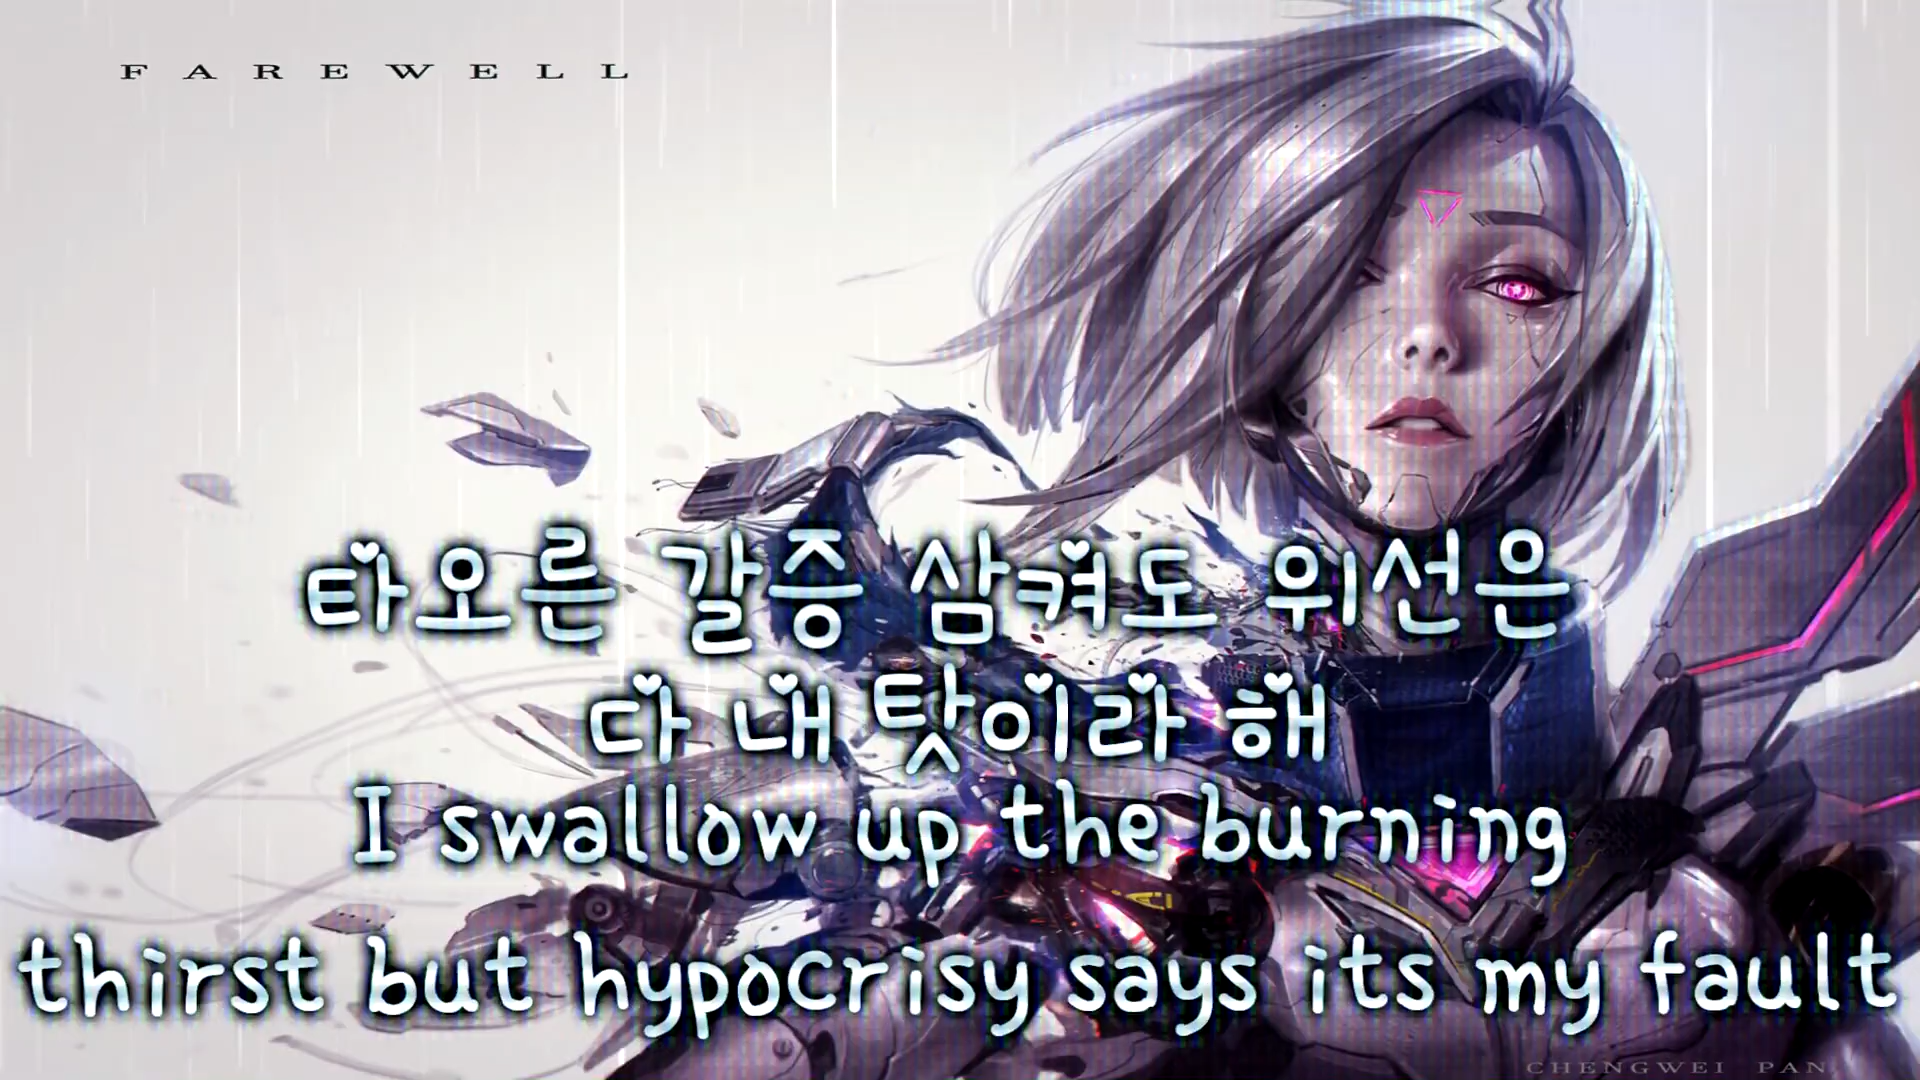 FAREWELL
타오른 갈증 삼켜도 위선은
다 내 탓이라 해
I swallow up the burning
thirst but hypocrisy says its my fault
CHENGWEI PAN